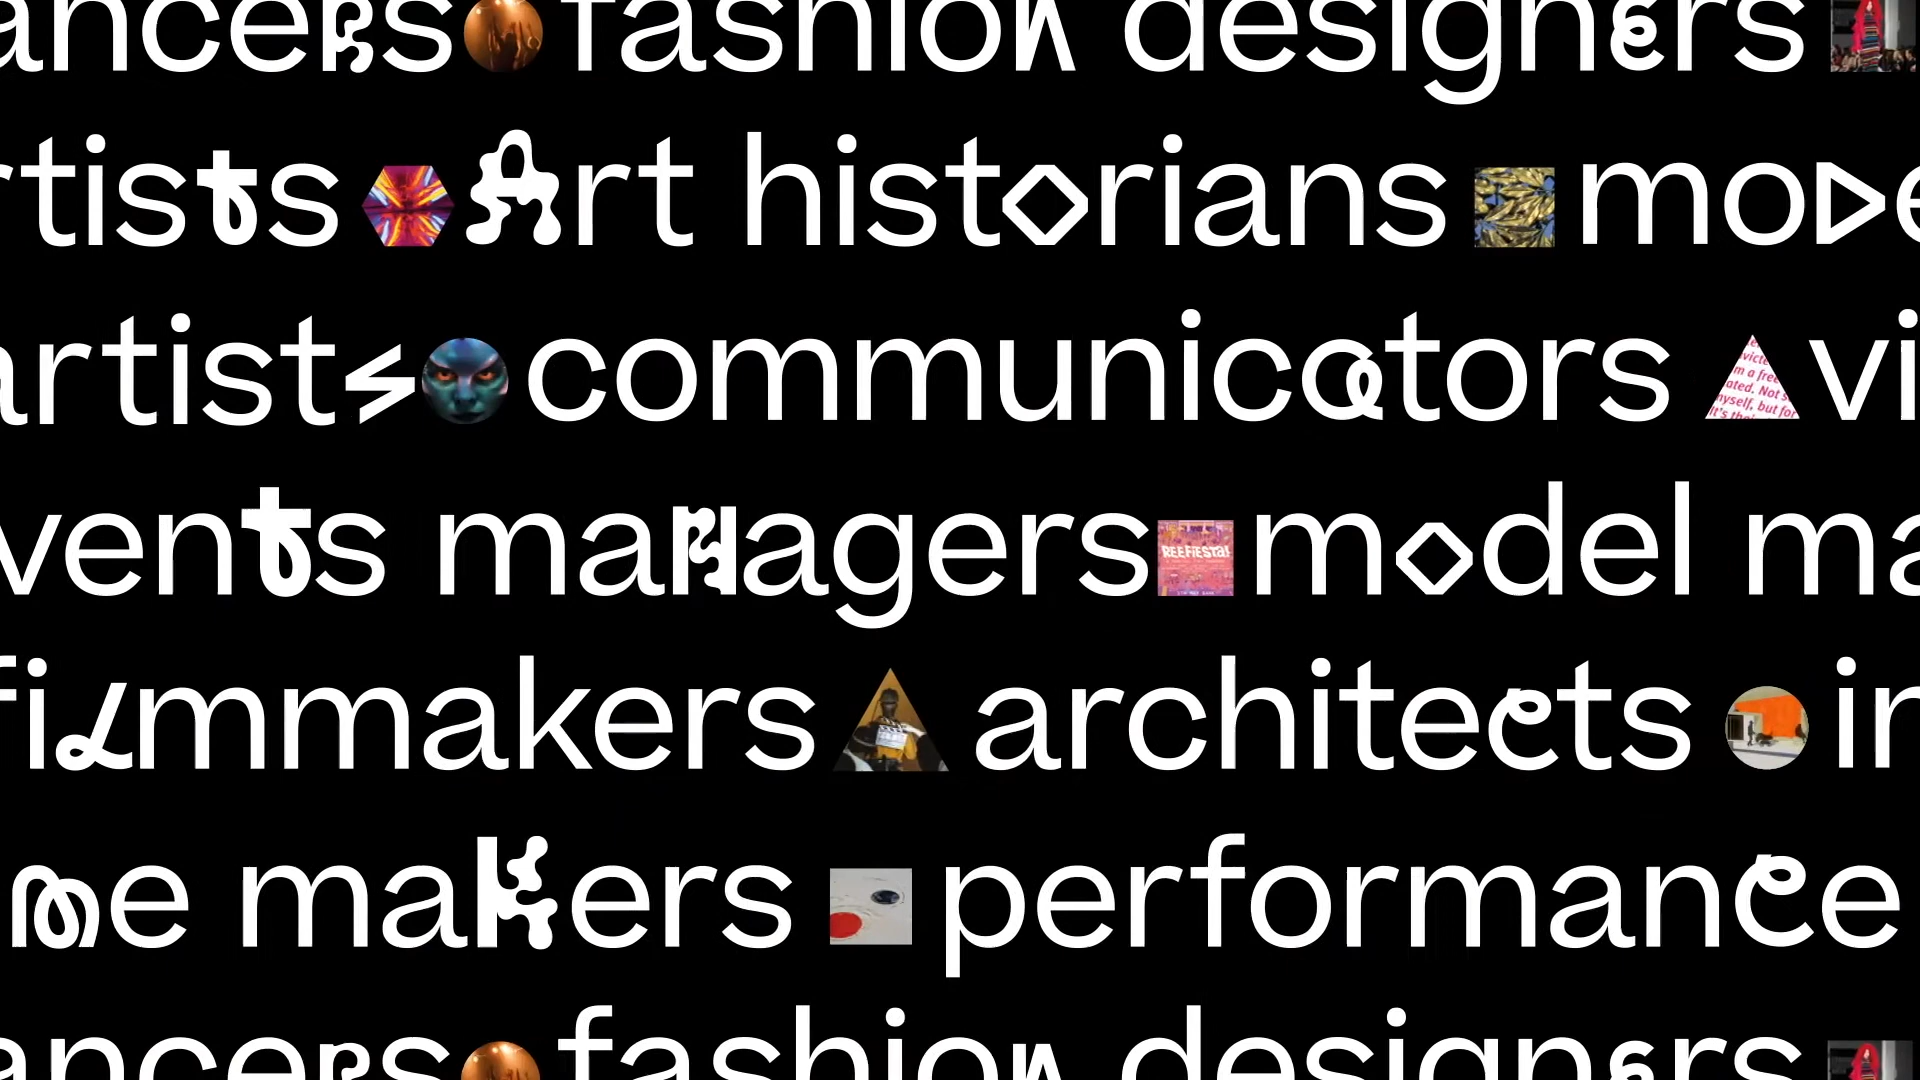 ancers fashion designers
rtists Art historians mode
artists communicators vi
vents managers REEFIESTA! model ma
filmmakers architects in
me makers performance
ancers fashion designers